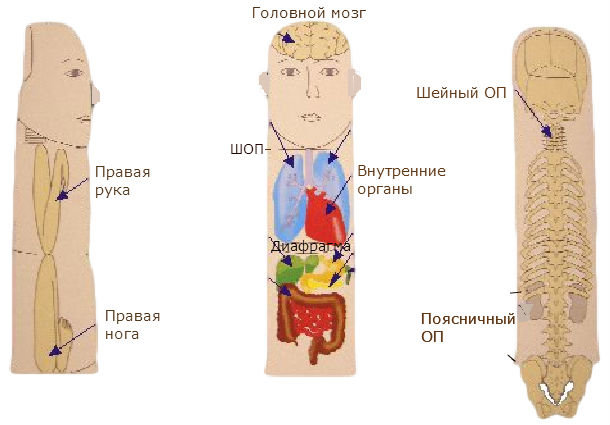 Головной мозг
Шейный ОП
ШОП
Правая
рука
Внутренние
органы
Диафрагма
Правая
нога
Поясничный
ОП